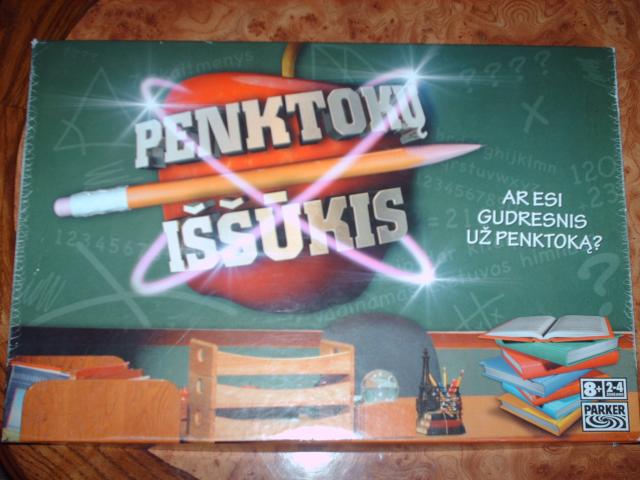 PENKTOKŲ
IŠŠŪKIS
AR ESI
GUDRESNIS
UŽ PENKTOKĄ?
8+ 2-4
PARKER